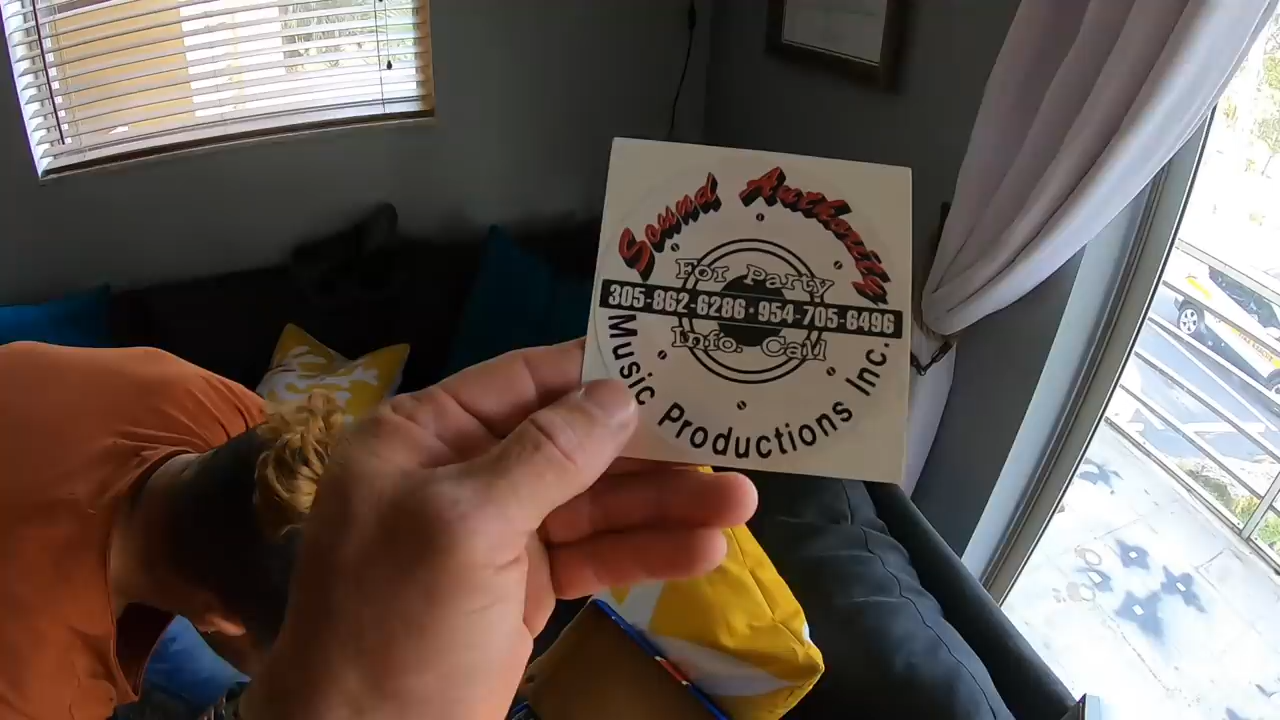 Sound Authority
For Party
305-862-6286 • 954-705-6496
Info. Call
Music Productions Inc.